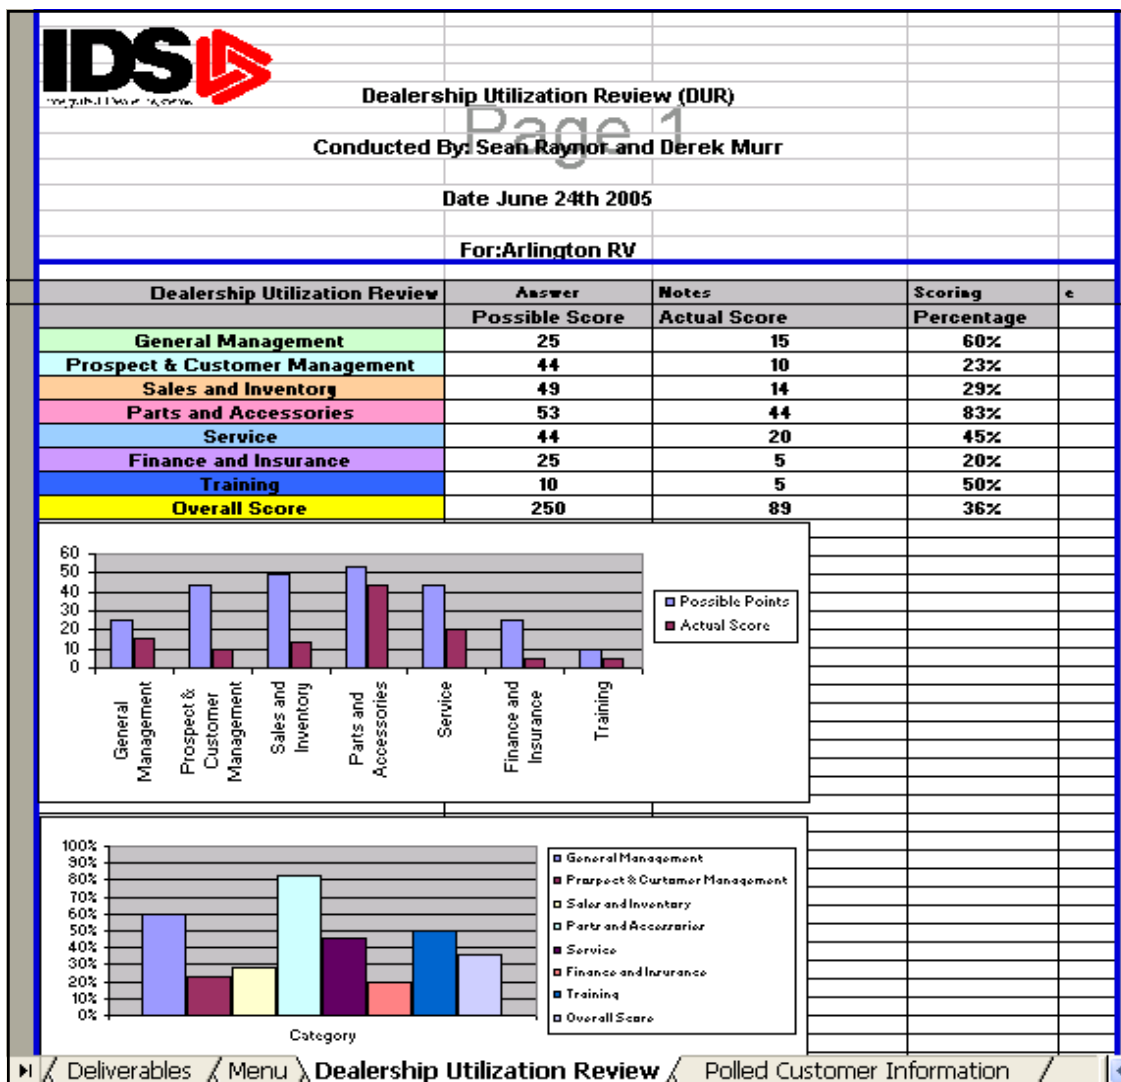 IDS
Dealership Utilization Review (DUR)
Page 1
Conducted By: Sean Raynor and Derek Murr
Date June 24th 2005
For:Arlington RV
Dealership Utilization Review Answer Notes Scoring c
Possible Score Actual Score Percentage
General Management 25 15 60%
Prospect & Customer Management 44 10 23%
Sales and Inventory 49 14 29%
Parts and Accessories 53 44 83%
Service 44 20 45%
Finance and Insurance 25 5 20%
Training 10 5 50%
Overall Score 250 89 36%
60
50
40
30
20
10
0
Possible Points
Actual Score
General
Management
Prospect &
Customer
Management
Sales and
Inventory
Parts and
Accessories
Service
Finance and
Insurance
Training
100%
90%
80%
70%
60%
50%
40%
30%
20%
10%
0%
Category
General Management
Prospect & Customer Management
Sales and Inventory
Parts and Accessories
Service
Finance and Insurance
Training
Overall Score
Deliverables Menu Dealership Utilization Review Polled Customer Information